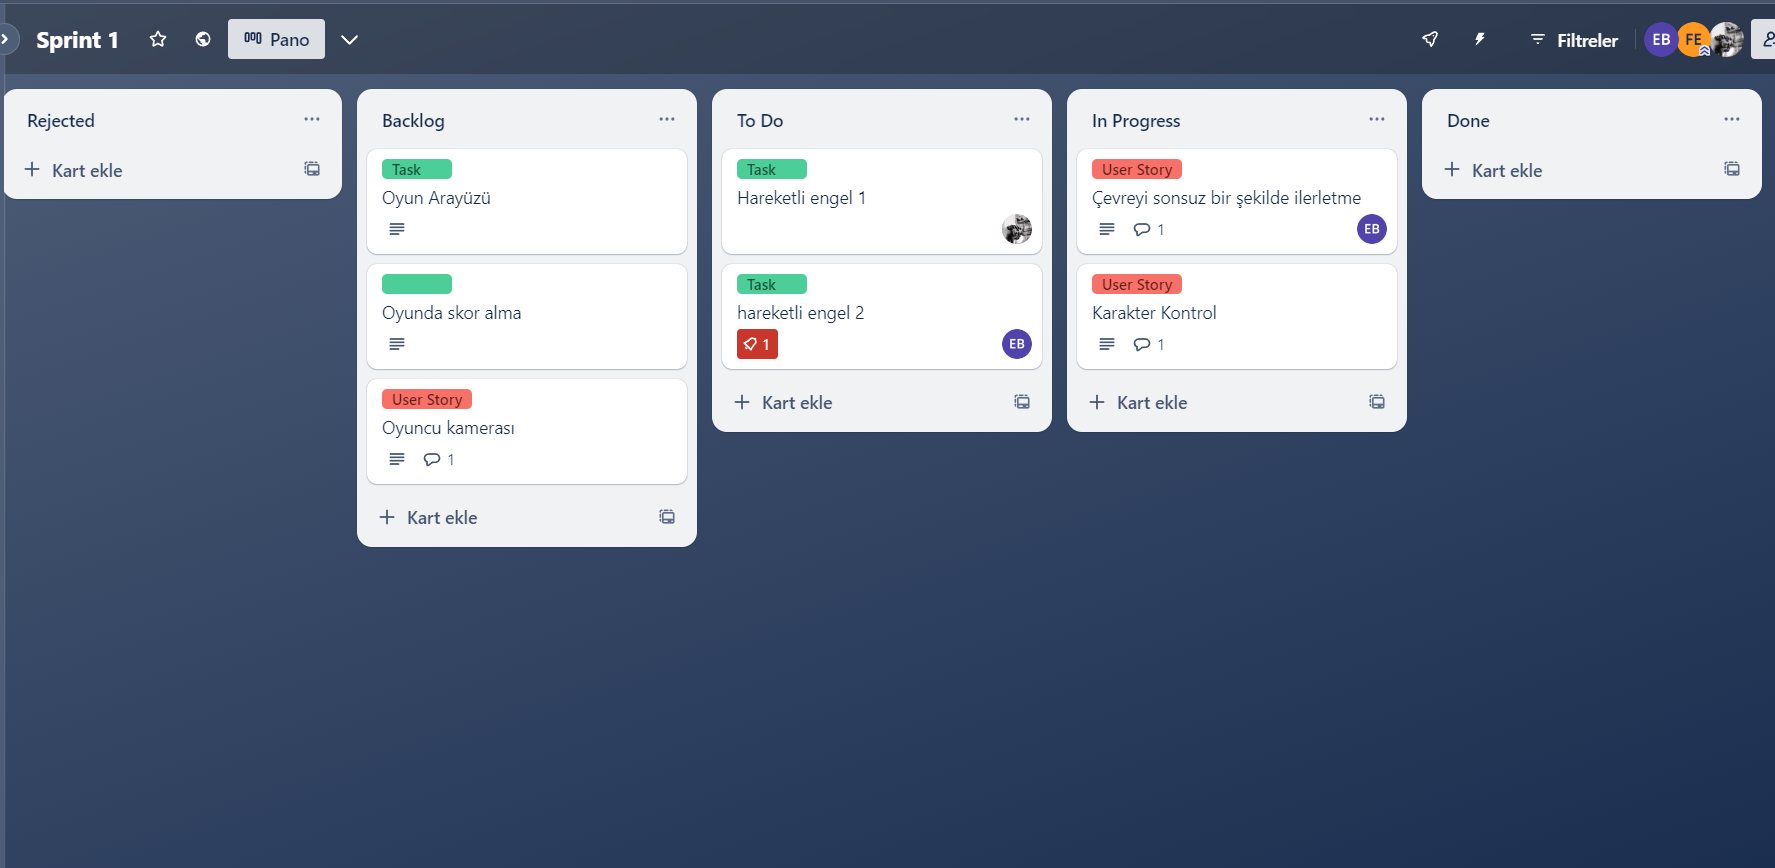 Sprint 1
Pano
Filtreler
EB
FE
Rejected
Kart ekle
Backlog
Task
Oyun Arayüzü
Oyunda skor alma
User Story
Oyuncu kamerası
1
Kart ekle
To Do
Task
Hareketli engel 1
Task
hareketli engel 2
1
EB
Kart ekle
In Progress
User Story
Çevreyi sonsuz bir şekilde ilerletme
1
EB
User Story
Karakter Kontrol
1
Kart ekle
Done
Kart ekle